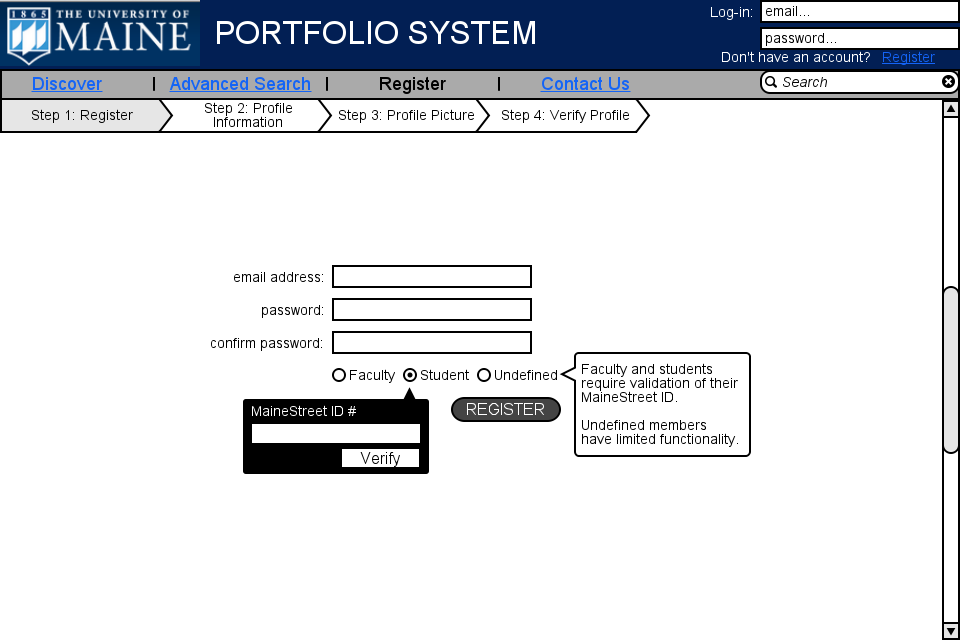 1865 THE UNIVERSITY OF
MAINE
PORTFOLIO SYSTEM
Log-in: email...
password...
Don't have an account? Register
Discover | Advanced Search | Register | Contact Us
Search
Step 1: Register
Step 2: Profile
Information
Step 3: Profile Picture
Step 4: Verify Profile
email address:
password:
confirm password:
Faculty Student Undefined
Faculty and students
require validation of their
MaineStreet ID.
Undefined members
have limited functionality.
MaineStreet ID #
Verify
REGISTER